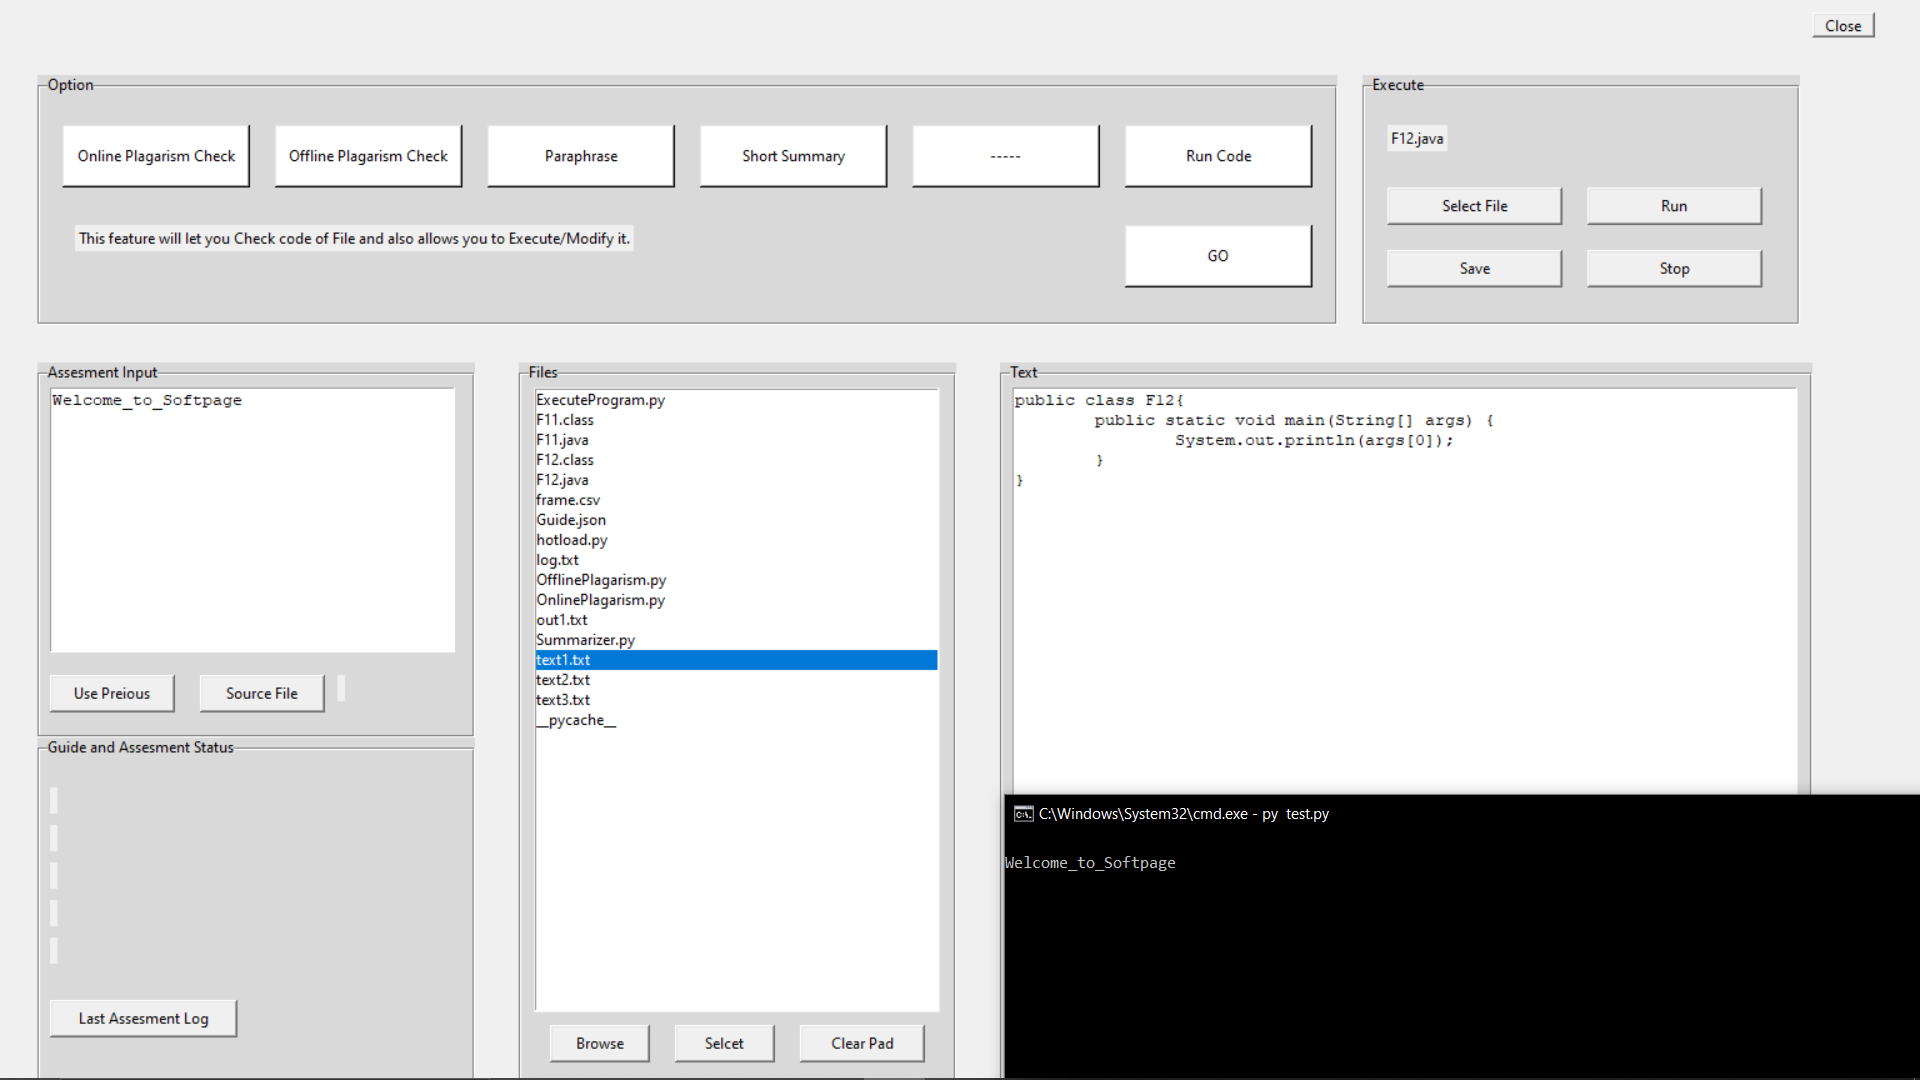 Close
Option
Online Plagarism Check
Offline Plagarism Check
Paraphrase
Short Summary
-----
Run Code
This feature will let you Check code of File and also allows you to Execute/Modify it.
GO
Execute
F12.java
Select File
Run
Save
Stop
Assesment Input
Welcome_to_Softpage
Use Preious
Source File
Guide and Assesment Status
Last Assesment Log
Files
ExecuteProgram.py
F11.class
F11.java
F12.class
F12.java
frame.csv
Guide.json
hotload.py
log.txt
OfflinePlagarism.py
OnlinePlagarism.py
out1.txt
Summarizer.py
text1.txt
text2.txt
text3.txt
__pycache__
Browse
Selcet
Clear Pad
Text
public class F12{
public static void main(String[] args) {
System.out.println(args[0]);
}
}
C:\Windows\System32\cmd.exe - py  test.py
Welcome_to_Softpage